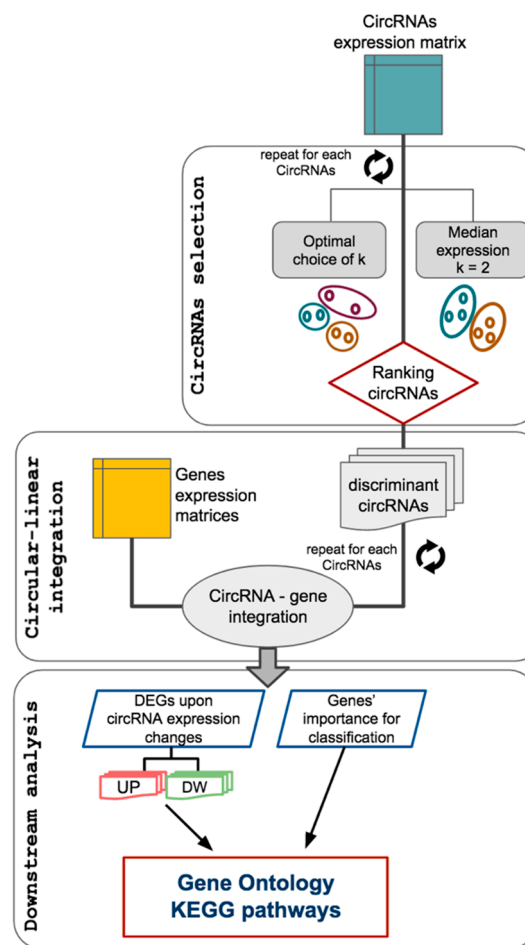 CircRNAs
expression matrix
repeat for each
CircRNAs
CircRNAs selection
Optimal
choice of k
Median
expression
k = 2
Ranking
circRNAs
Circular-linear
integration
Genes
expression
matrices
discriminant
circRNAs
repeat for each
CircRNAs
CircRNA - gene
integration
Downstream analysis
DEGs upon
circRNA expression
changes
Genes'
importance for
classification
UP
DW
Gene Ontology
KEGG pathways